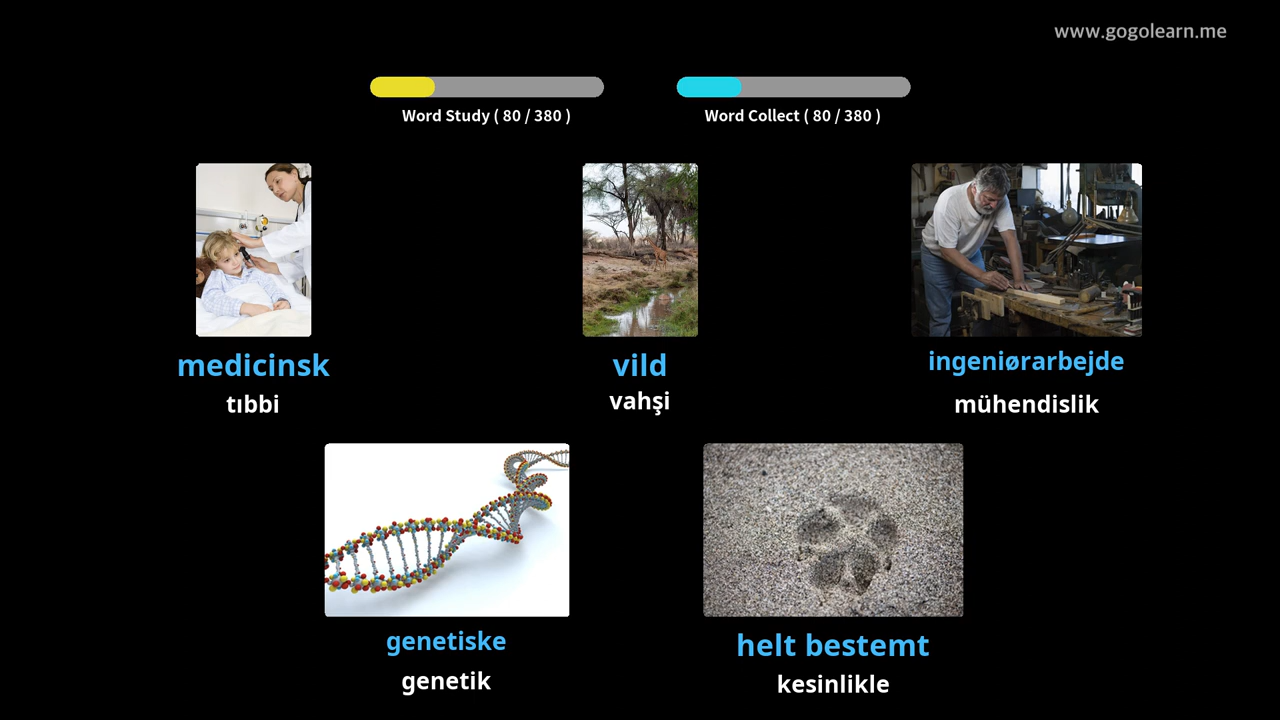 www.gogolearn.me
Word Study ( 80 / 380 )
Word Collect ( 80 / 380 )
medicinsk
tıbbi
vild
vahşi
ingeniørarbejde
mühendislik
genetiske
genetik
helt bestemt
kesinlikle